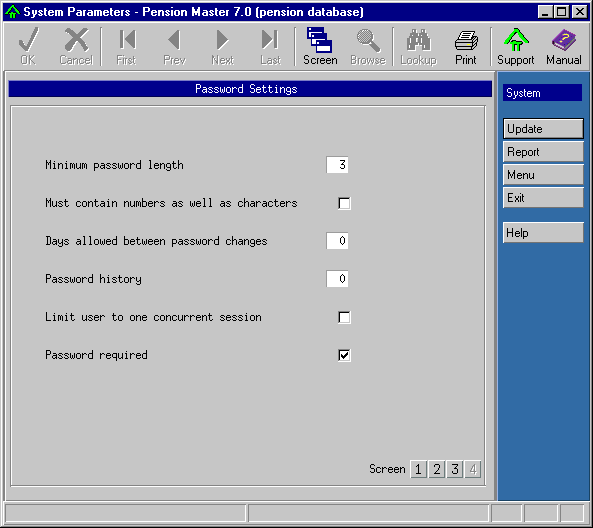 System Parameters - Pension Master 7.0 (pension database)
OK Cancel First Prev Next Last Screen Browse Lookup Print Support Manual
Password Settings
System
Update
Report
Menu
Exit
Help
Minimum password length 3
Must contain numbers as well as characters
Days allowed between password changes 0
Password history 0
Limit user to one concurrent session
Password required
Screen 1 2 3 4